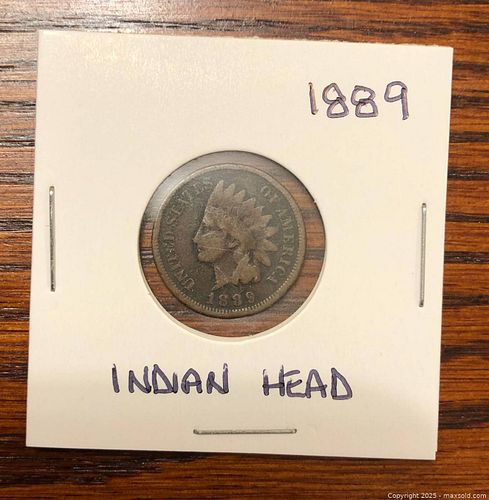 1889
UNITED STATES OF AMERICA
1889
INDIAN HEAD
Copyright 2025 - maxsold.com